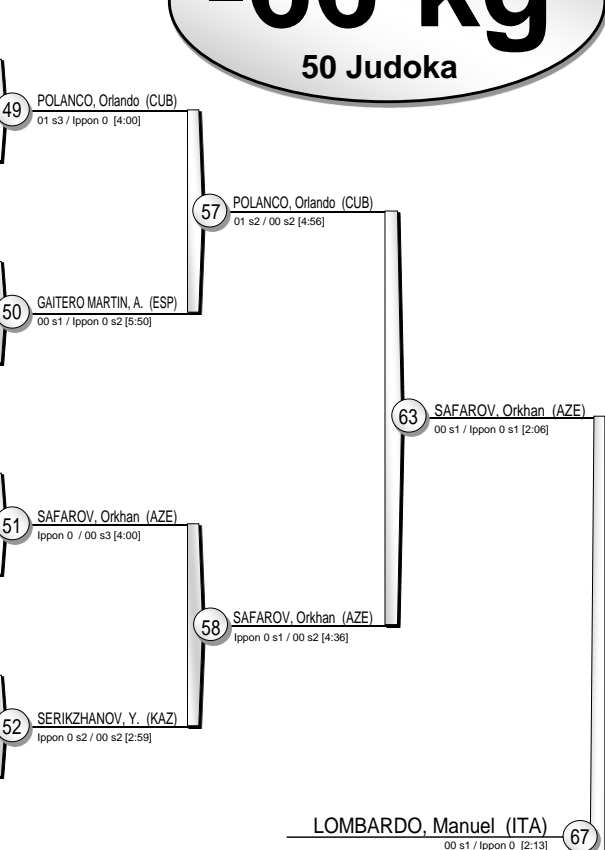 50 Judoka
49 POLANCO, Orlando (CUB)
01 s3 / Ippon 0 [4:00]
57 POLANCO, Orlando (CUB)
01 s2 / 00 s2 [4:56]
50 GAITERO MARTIN, A. (ESP)
00 s1 / Ippon 0 s2 [5:50]
63 SAFAROV, Orkhan (AZE)
00 s1 / Ippon 0 s1 [2:06]
51 SAFAROV, Orkhan (AZE)
Ippon 0 / 00 s3 [4:00]
58 SAFAROV, Orkhan (AZE)
Ippon 0 s1 / 00 s2 [4:36]
52 SERIKZHANOV, Y. (KAZ)
Ippon 0 s2 / 00 s2 [2:59]
LOMBARDO, Manuel (ITA) 67
00 s1 / Ippon 0 [2:13]